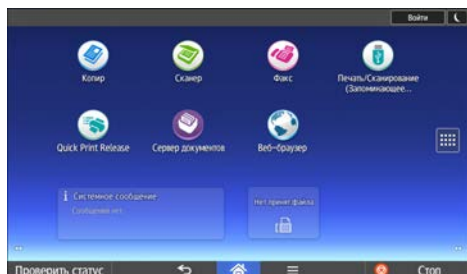 Войти
Копир
Сканер
Факс
Печать/Сканирование
(Запоминающее...
Quick Print Release
Сервер документов
Веб-браузер
Системное сообщение
Сообщений нет
Нет принят.файла
Проверить статус
Стоп